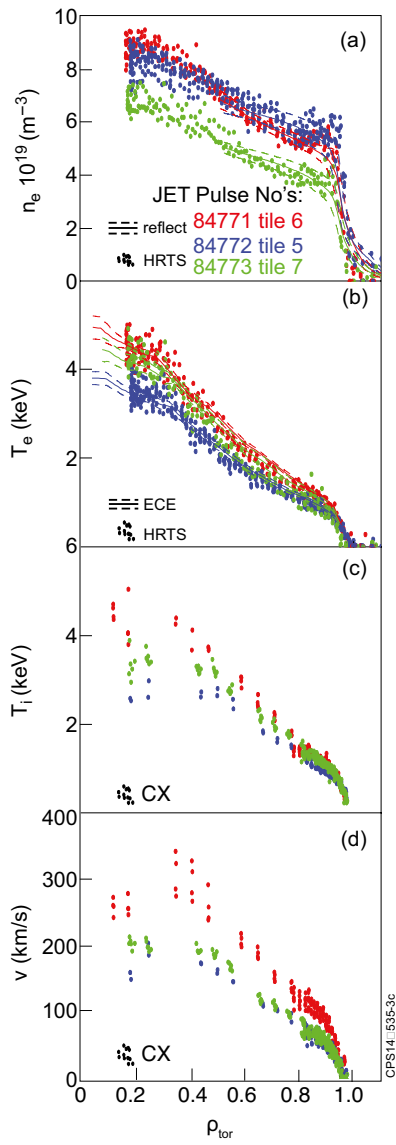 10
(a)
8
6
4
2
0
n_e 10^19 (m^−3)
JET Pulse No's:
reflect
84771 tile 6
84772 tile 5
HRTS
84773 tile 7
(b)
4
2
6
T_e (keV)
ECE
HRTS
(c)
4
2
T_i (keV)
CX
400
(d)
300
200
100
0
v (km/s)
CX
0
0.2
0.4
0.6
0.8
1.0
ρ_tor
CPS14□535-3c